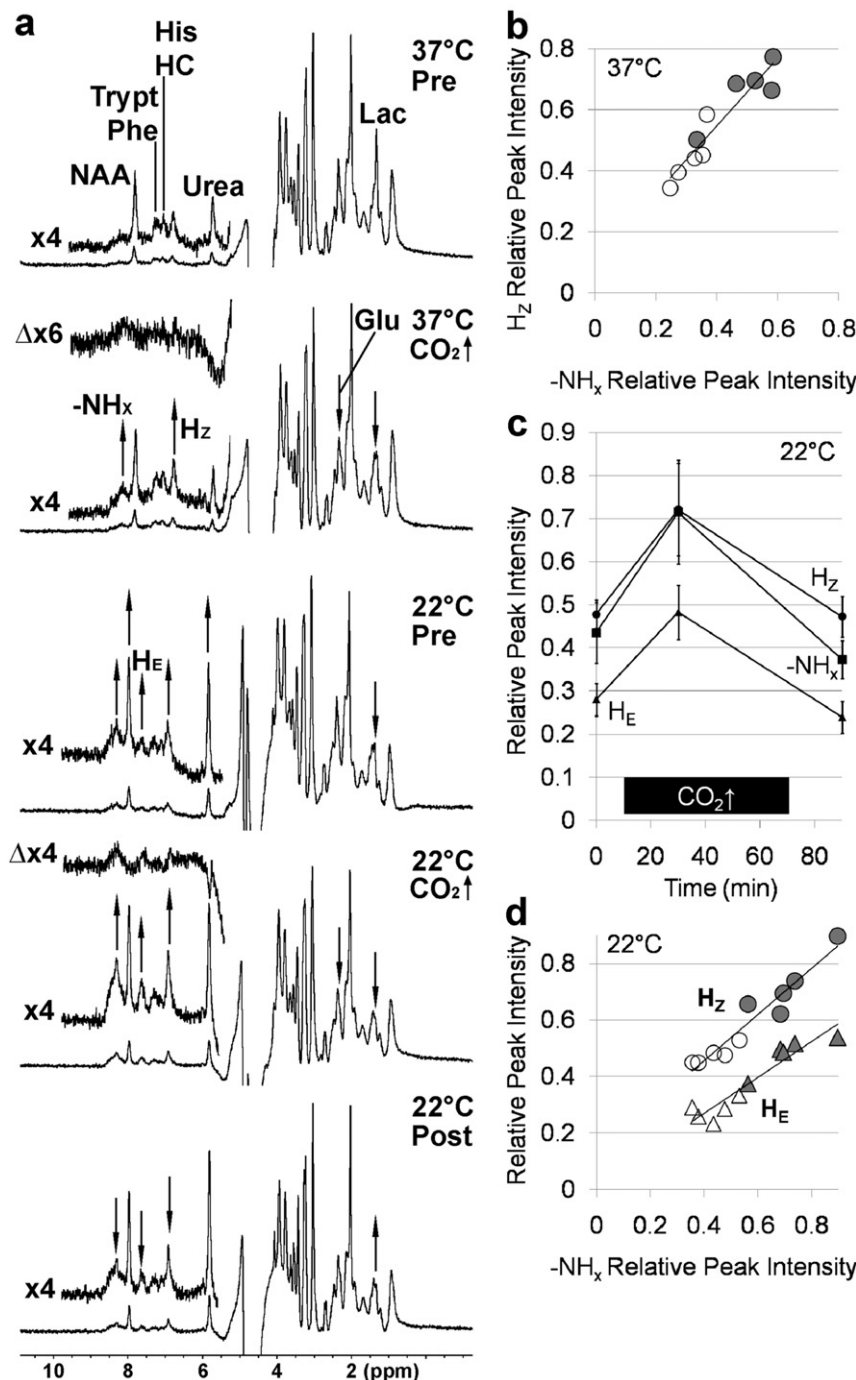 a
His
HC
Trypt
Phe
NAA
Urea
x4
37°C
Pre
Lac
Δx6
-NHx
Hz
x4
Glu
37°C
CO₂↑
HE
x4
22°C
Pre
Δx4
x4
22°C
CO₂↑
x4
22°C
Post
10 8 6 4 2 (ppm)
b
37°C
Hz Relative Peak Intensity
0.8
0.6
0.4
0.2
0
0 0.2 0.4 0.6 0.8
-NHx Relative Peak Intensity
c
22°C
Relative Peak Intensity
0.9
0.8
0.7
0.6
0.5
0.4
0.3
0.2
0.1
0
Hz
-NHx
HE
CO₂↑
0 20 40 60 80
Time (min)
d
22°C
Relative Peak Intensity
0.8
0.6
0.4
0.2
0
Hz
HE
0 0.2 0.4 0.6 0.8
-NHx Relative Peak Intensity